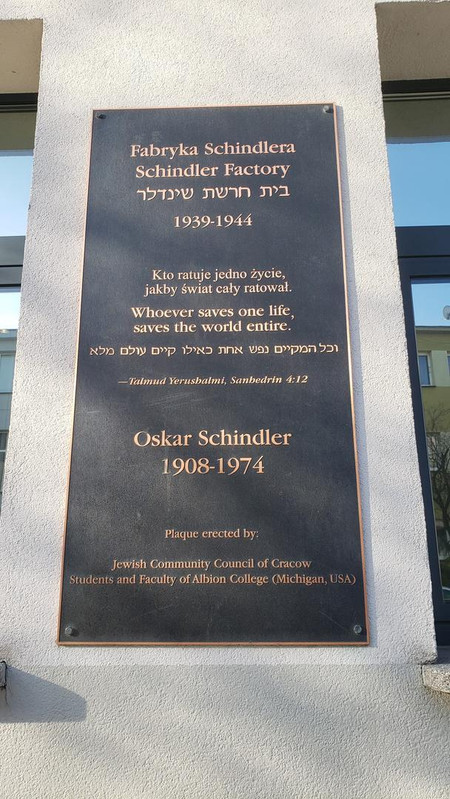 Fabryka Schindlera
Schindler Factory
בית חרשת שינדלר
1939-1944
Kto ratuje jedno życie,
jakby świat cały ratował.
Whoever saves one life,
saves the world entire.
וכל המקיים נפש אחת כאילו קיים עולם מלא
—Talmud Yerushalmi, Sanhedrin 4:12
Oskar Schindler
1908-1974
Plaque erected by:
Jewish Community Council of Cracow
Students and Faculty of Albion College (Michigan, USA)